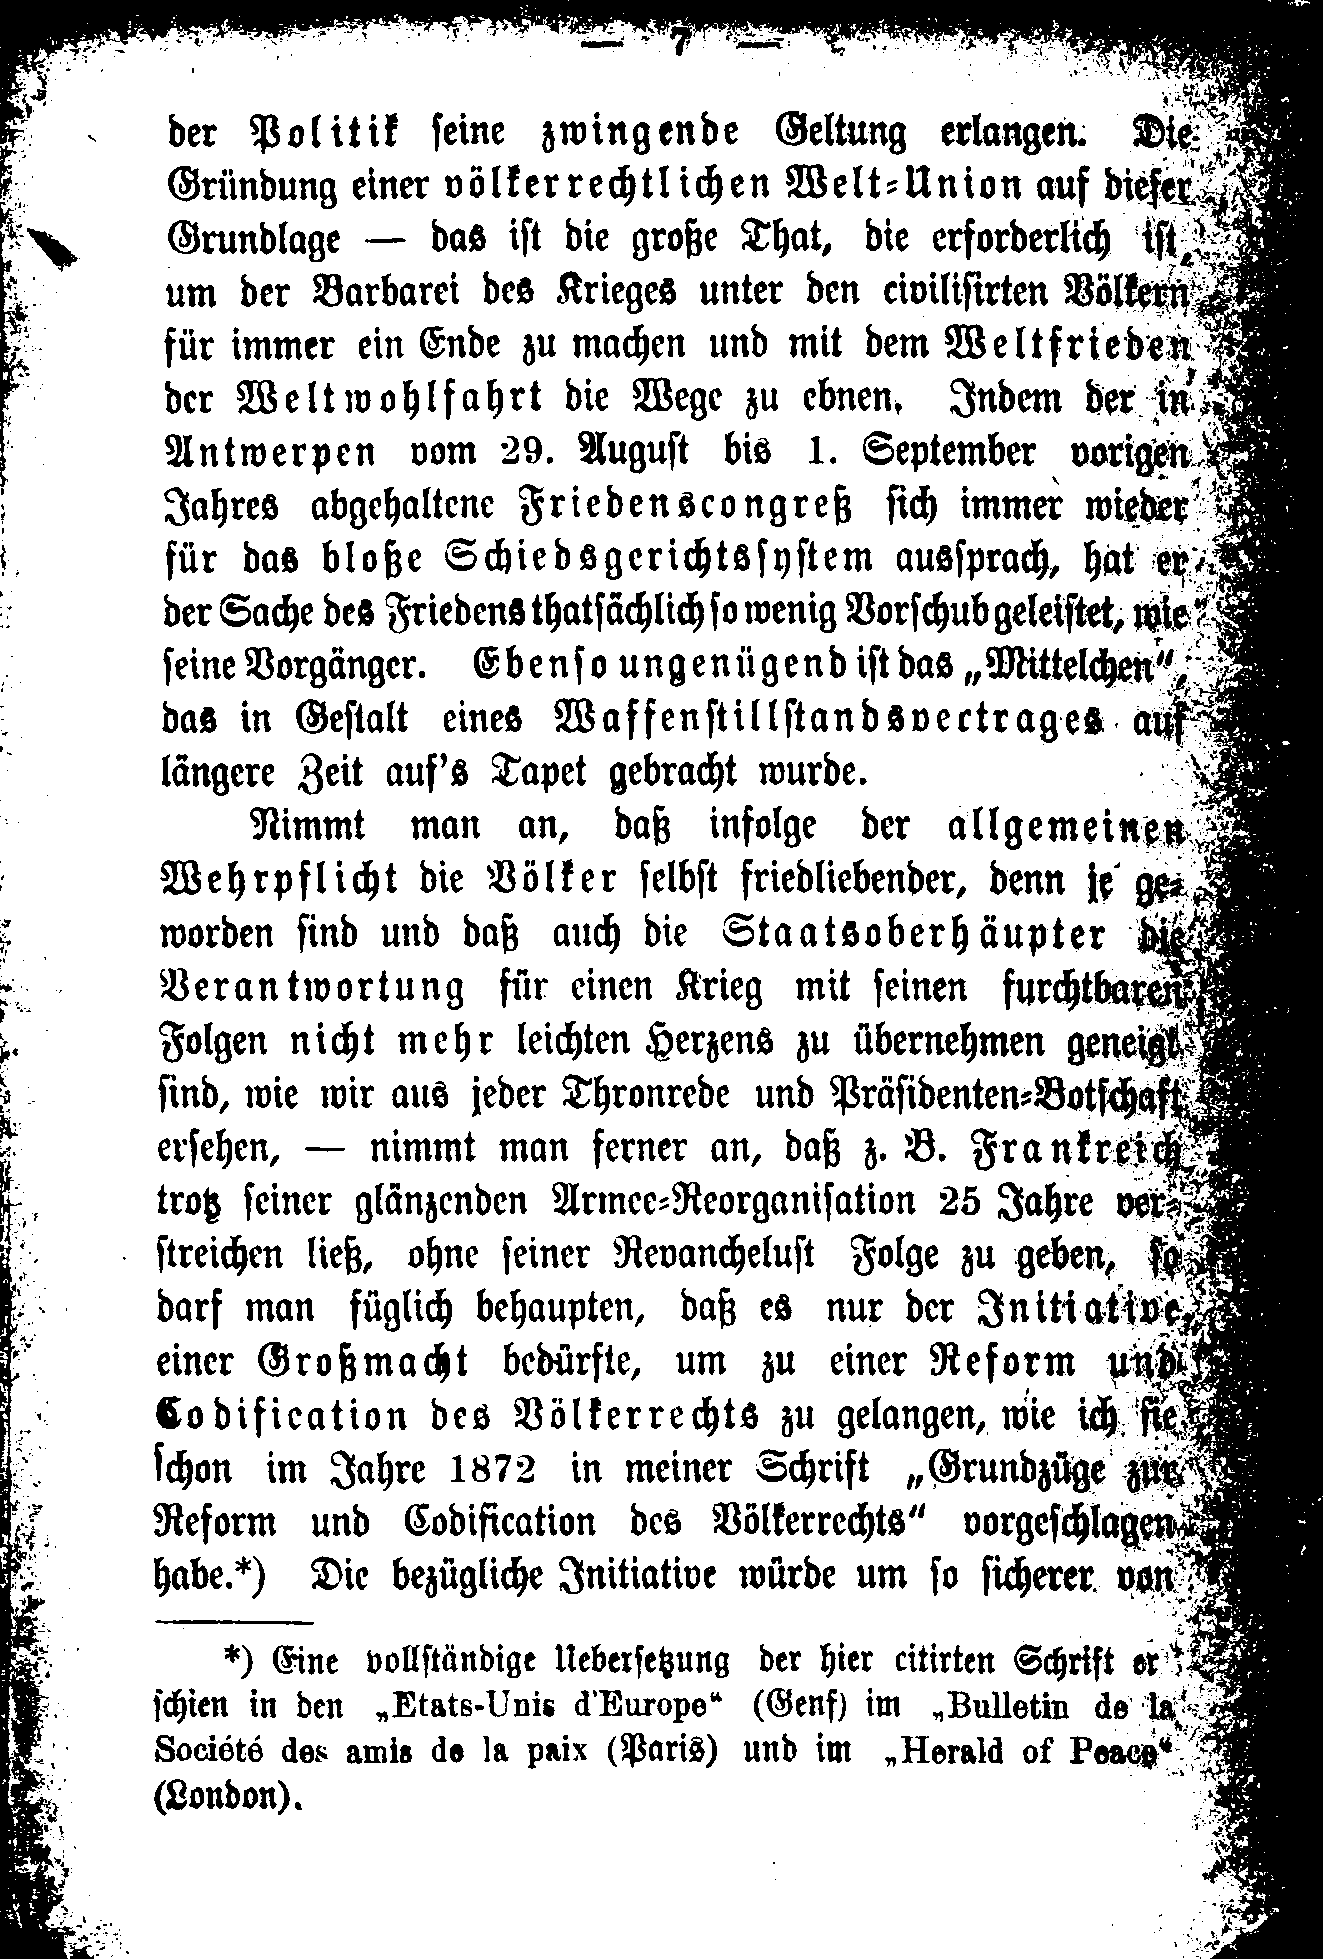 — 7 —
der Politik seine zwingende Geltung erlangen. Die
Gründung einer völkerrechtlichen Welt-Union auf dieser
Grundlage — das ist die große That, die erforderlich ist,
um der Barbarei des Krieges unter den civilisirten Völkern
für immer ein Ende zu machen und mit dem Weltfrieden
der Weltwohlfahrt die Wege zu ebnen. Indem der in
Antwerpen vom 29. August bis 1. September vorigen
Jahres abgehaltene Friedenscongreß sich immer wieder
für das bloße Schiedsgerichtssystem aussprach, hat er
der Sache des Friedens thatsächlich so wenig Vorschub geleistet, wie
seine Vorgänger. Ebenso ungenügend ist das „Mittelchen“,
das in Gestalt eines Waffenstillstandsvertrages auf
längere Zeit auf's Tapet gebracht wurde.
Nimmt man an, daß infolge der allgemeinen
Wehrpflicht die Völker selbst friedliebender, denn je ge-
worden sind und daß auch die Staatsoberhäupter die
Verantwortung für einen Krieg mit seinen furchtbaren
Folgen nicht mehr leichten Herzens zu übernehmen geneigt
sind, wie wir aus jeder Thronrede und Präsidenten-Botschaft
ersehen, — nimmt man ferner an, daß z. B. Frankreich
trotz seiner glänzenden Armee-Reorganisation 25 Jahre ver-
streichen ließ, ohne seiner Revanchelust Folge zu geben, so
darf man füglich behaupten, daß es nur der Initiative
einer Großmacht bedürfte, um zu einer Reform und
Codification des Völkerrechts zu gelangen, wie ich sie
schon im Jahre 1872 in meiner Schrift „Grundzüge zur
Reform und Codification des Völkerrechts“ vorgeschlagen
habe.*) Die bezügliche Initiative würde um so sicherer von
*) Eine vollständige Uebersetzung der hier citirten Schrift er
schien in den „Etats-Unis d'Europe“ (Genf) im „Bulletin de la
Société des amis de la paix (Paris) und im „Herald of Peace“
(London).